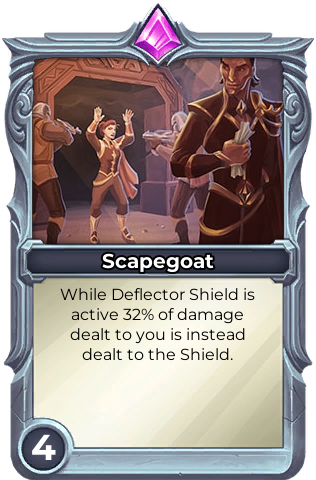 Scapegoat
While Deflector Shield is
active 32% of damage
dealt to you is instead
dealt to the Shield.
4